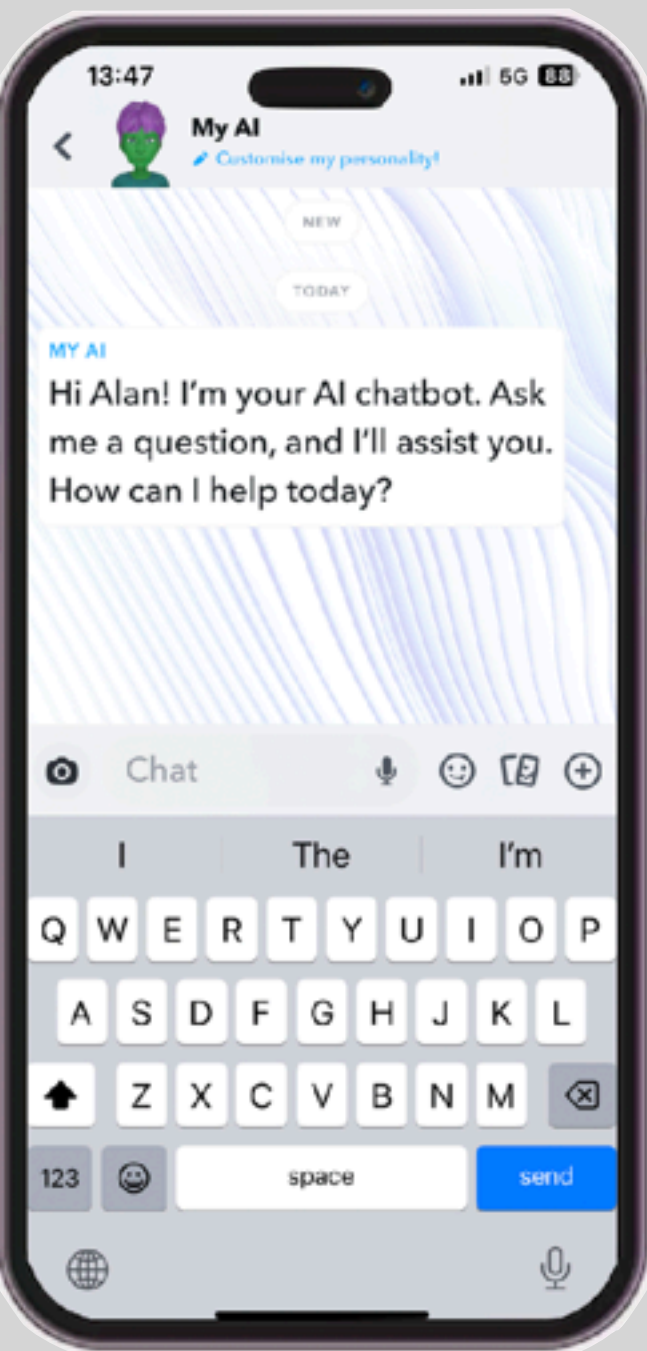 13:47
5G 88
My AI
Customise my personality!
NEW
TODAY
MY AI
Hi Alan! I'm your AI chatbot. Ask
me a question, and I'll assist you.
How can I help today?
Chat
I The I'm
Q W E R T Y U I O P
A S D F G H J K L
Z X C V B N M
123 space send